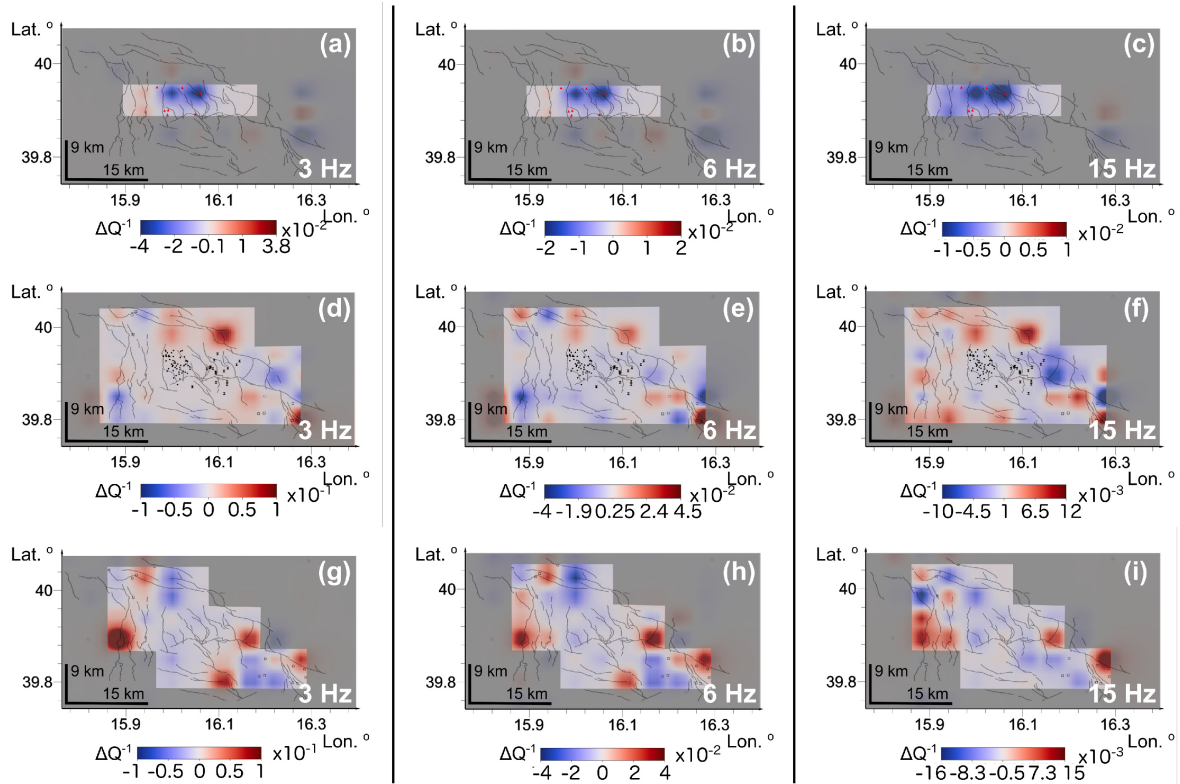 Lat. º
(a)
40
39.8
9 km
15 km
3 Hz
15.9 16.1 16.3
Lon. º
ΔQ⁻¹
x10⁻²
-4 -2 -0.1 1 3.8
Lat. º
(b)
40
39.8
9 km
15 km
6 Hz
15.9 16.1 16.3
Lon. º
ΔQ⁻¹
x10⁻²
-2 -1 0 1 2
Lat. º
(c)
40
39.8
9 km
15 km
15 Hz
15.9 16.1 16.3
Lon. º
ΔQ⁻¹
x10⁻²
-1 -0.5 0 0.5 1
Lat. º
(d)
40
39.8
9 km
15 km
3 Hz
15.9 16.1 16.3
Lon. º
ΔQ⁻¹
x10⁻¹
-1 -0.5 0 0.5 1
Lat. º
(e)
40
39.8
9 km
15 km
6 Hz
15.9 16.1 16.3
Lon. º
ΔQ⁻¹
x10⁻²
-4 -1.9 0.25 2.4 4.5
Lat. º
(f)
40
39.8
9 km
15 km
15 Hz
15.9 16.1 16.3
Lon. º
ΔQ⁻¹
x10⁻³
-10 -4.5 1 6.5 12
Lat. º
(g)
40
39.8
9 km
15 km
3 Hz
15.9 16.1 16.3
Lon. º
ΔQ⁻¹
x10⁻¹
-1 -0.5 0 0.5 1
Lat. º
(h)
40
39.8
9 km
15 km
6 Hz
15.9 16.1 16.3
Lon. º
ΔQ⁻¹
x10⁻²
-4 -2 0 2 4
Lat. º
(i)
40
39.8
9 km
15 km
15 Hz
15.9 16.1 16.3
Lon. º
ΔQ⁻¹
x10⁻³
-16 -8.3 -0.5 7.3 15